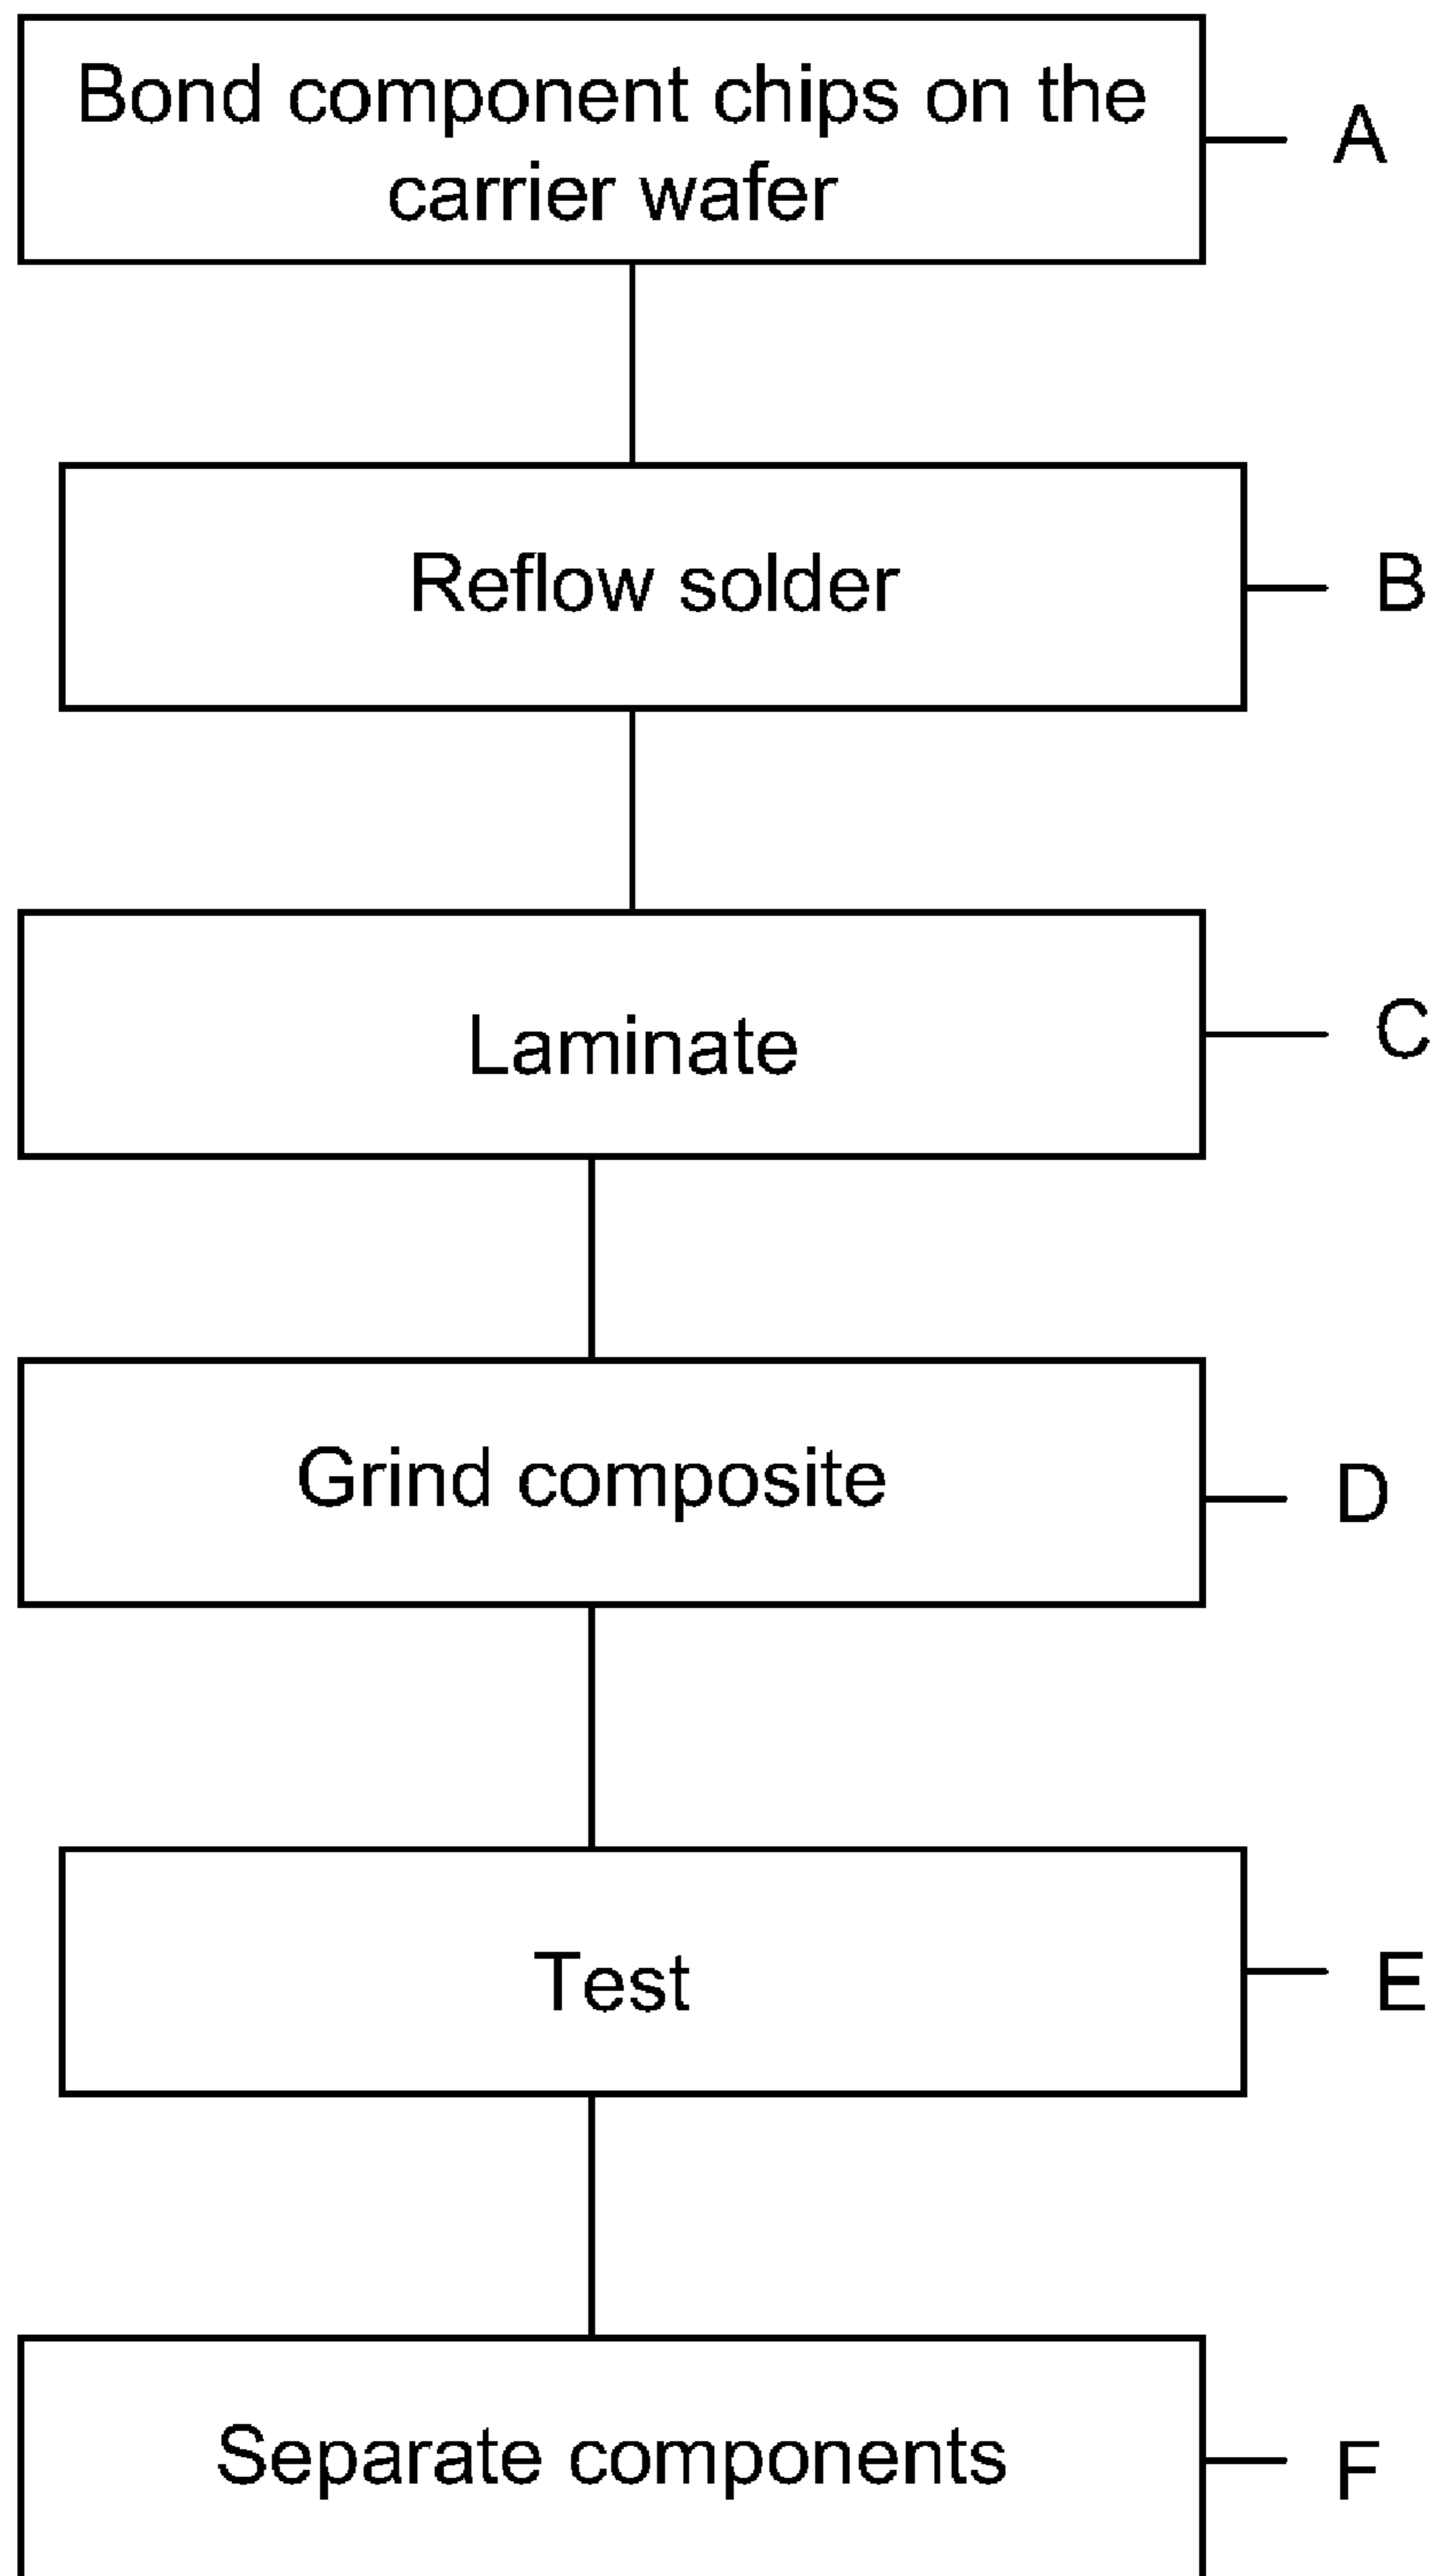 Bond component chips on the
carrier wafer
A
Reflow solder
B
Laminate
C
Grind composite
D
Test
E
Separate components
F